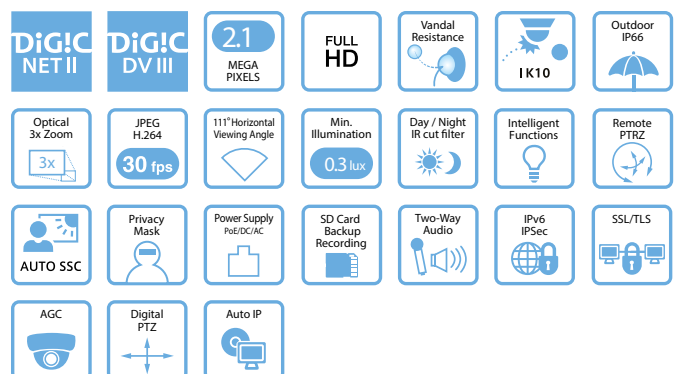 DiG!C
NET II
DiG!C
DV III
2.1
MEGA
PIXELS
FULL
HD
Vandal
Resistance
IK10
Outdoor
IP66
Optical
3x Zoom
3x
JPEG
H.264
30 fps
111° Horizontal
Viewing Angle
Min.
Illumination
0.3 lux
Day / Night
IR cut filter
Intelligent
Functions
Remote
PTRZ
AUTO SSC
Privacy
Mask
Power Supply
PoE/DC/AC
SD Card
Backup
Recording
Two-Way
Audio
IPv6
IPSec
SSL/TLS
AGC
Digital
PTZ
Auto IP